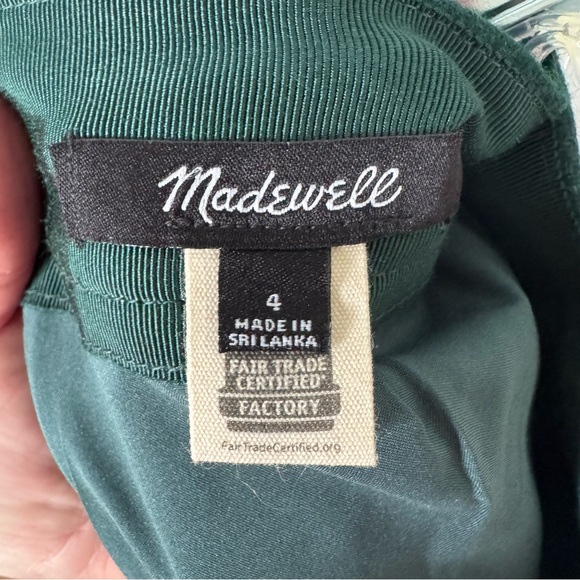 Madewell
4
MADE IN
SRI LANKA
FAIR TRADE
CERTIFIED
FACTORY
FairTradeCertified.org